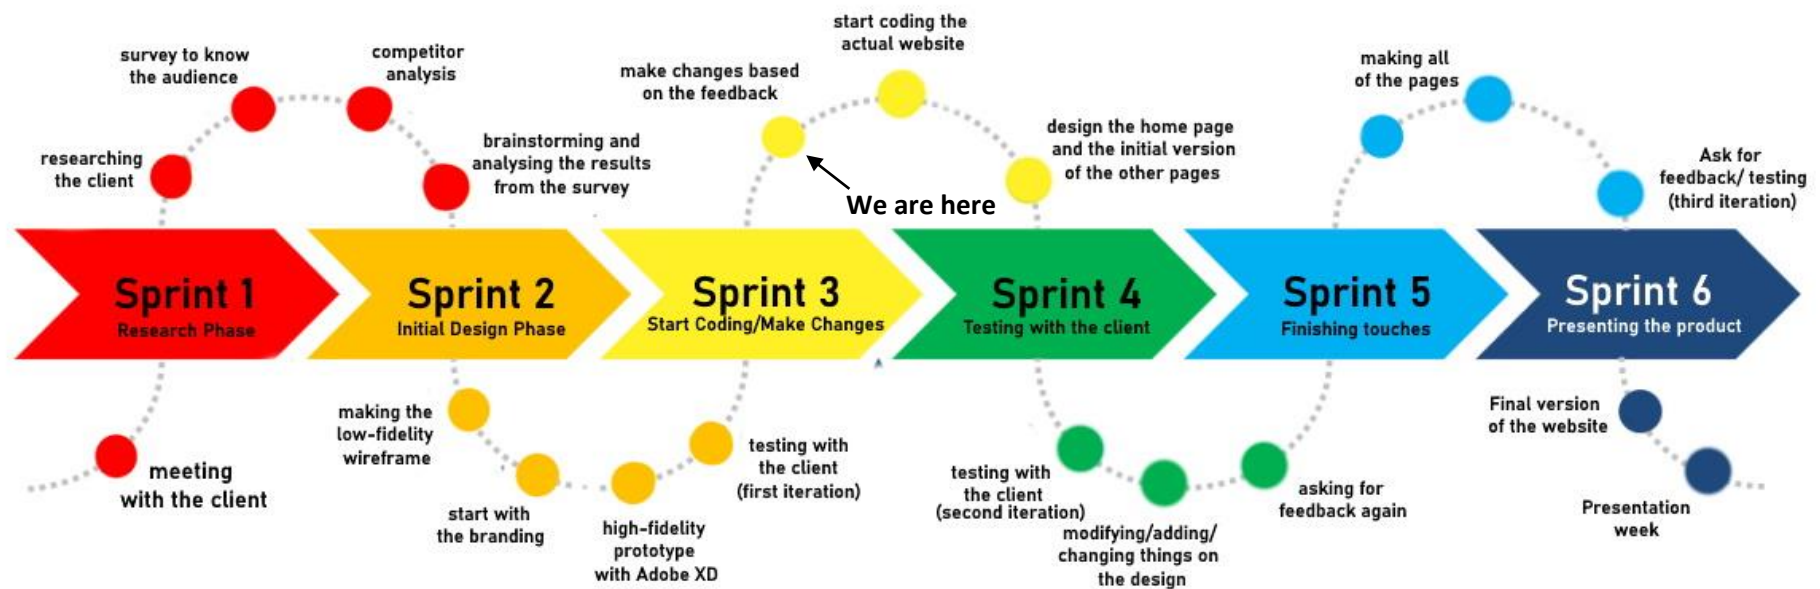 meeting
with the client
researching
the client
survey to know
the audience
competitor
analysis
brainstorming and
analysing the results
from the survey
Sprint 1
Research Phase
Sprint 2
Initial Design Phase
making the
low-fidelity
wireframe
start with
the branding
high-fidelity
prototype
with Adobe XD
testing with
the client
(first iteration)
Sprint 3
Start Coding/Make Changes
make changes based
on the feedback
We are here
start coding the
actual website
design the home page
and the initial version
of the other pages
Sprint 4
Testing with the client
testing with
the client
(second iteration)
modifying/adding/
changing things on
the design
asking for
feedback again
Sprint 5
Finishing touches
making all
of the pages
Ask for
feedback/ testing
(third iteration)
Sprint 6
Presenting the product
Final version
of the website
Presentation
week